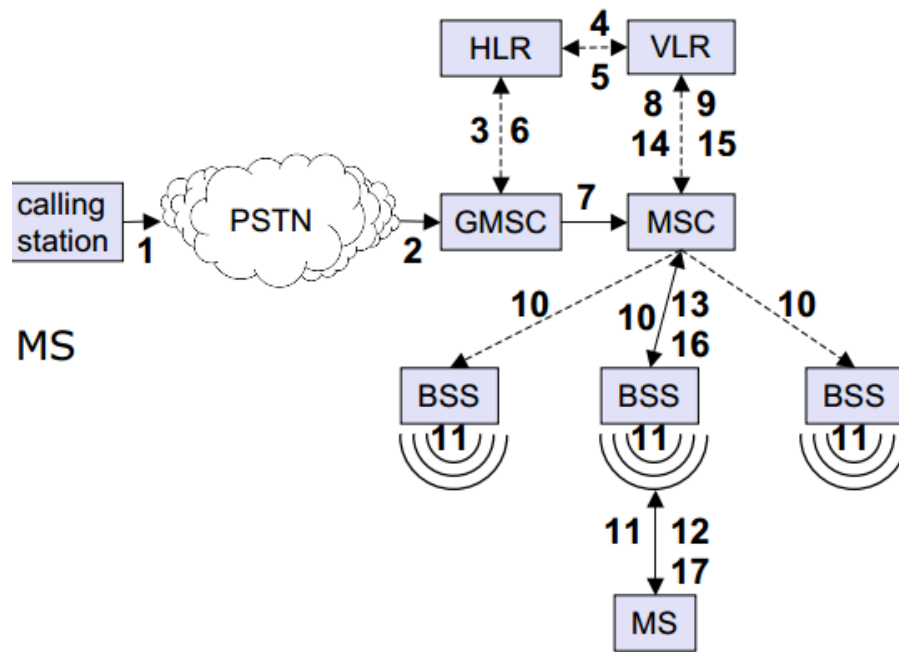 4
HLR
VLR
5
8 9
3 6
14 15
calling
station
PSTN
GMSC
7
MSC
1
2
10
10
13
16
10
MS
BSS
BSS
BSS
11
11
11
11
12
17
MS